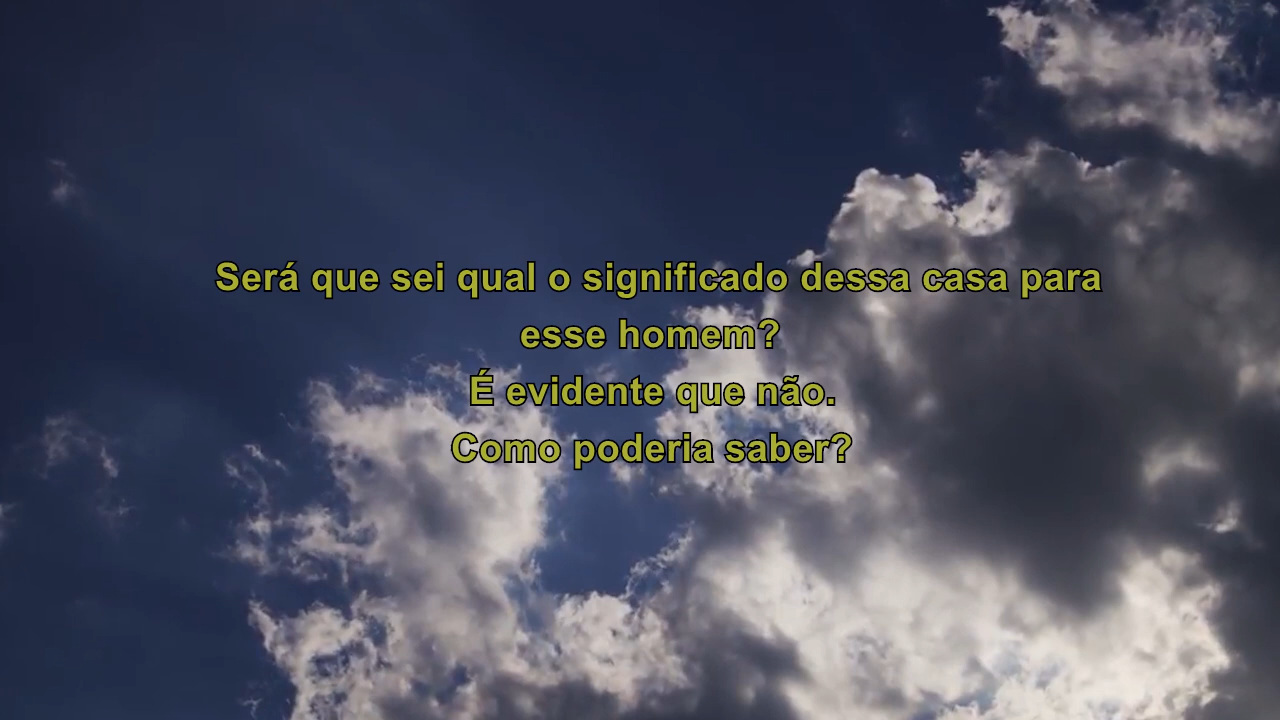 Será que sei qual o significado dessa casa para
esse homem?
É evidente que não.
Como poderia saber?